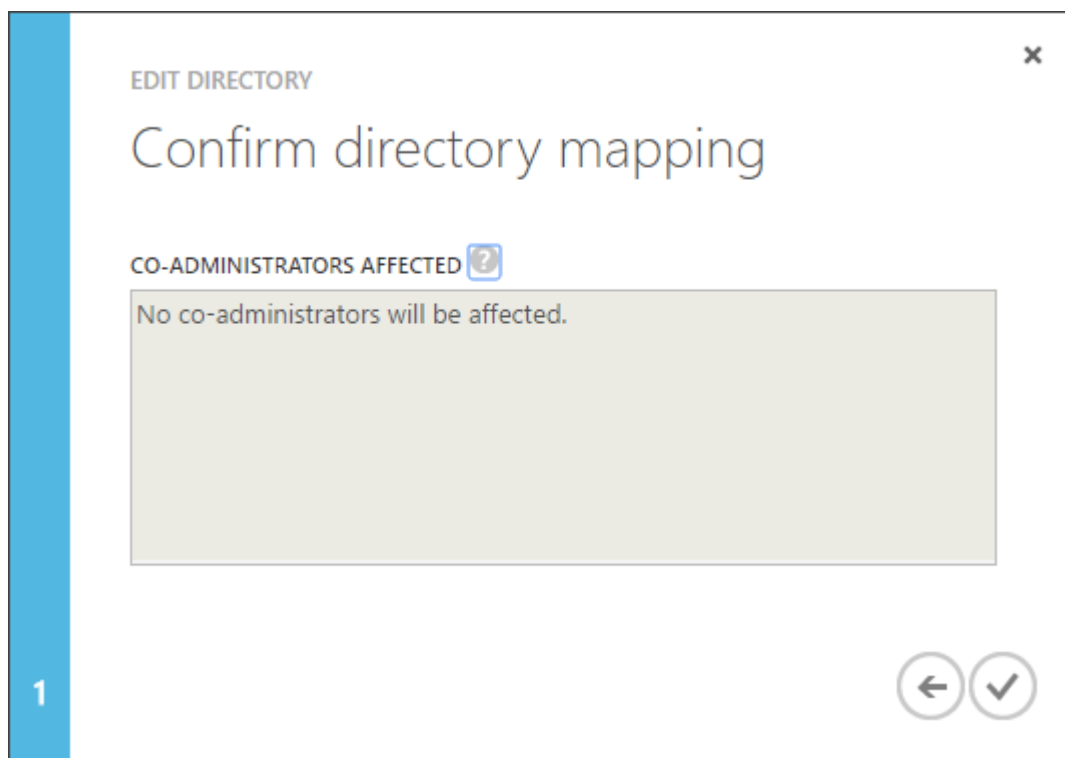 EDIT DIRECTORY
Confirm directory mapping
CO-ADMINISTRATORS AFFECTED ?
No co-administrators will be affected.
1